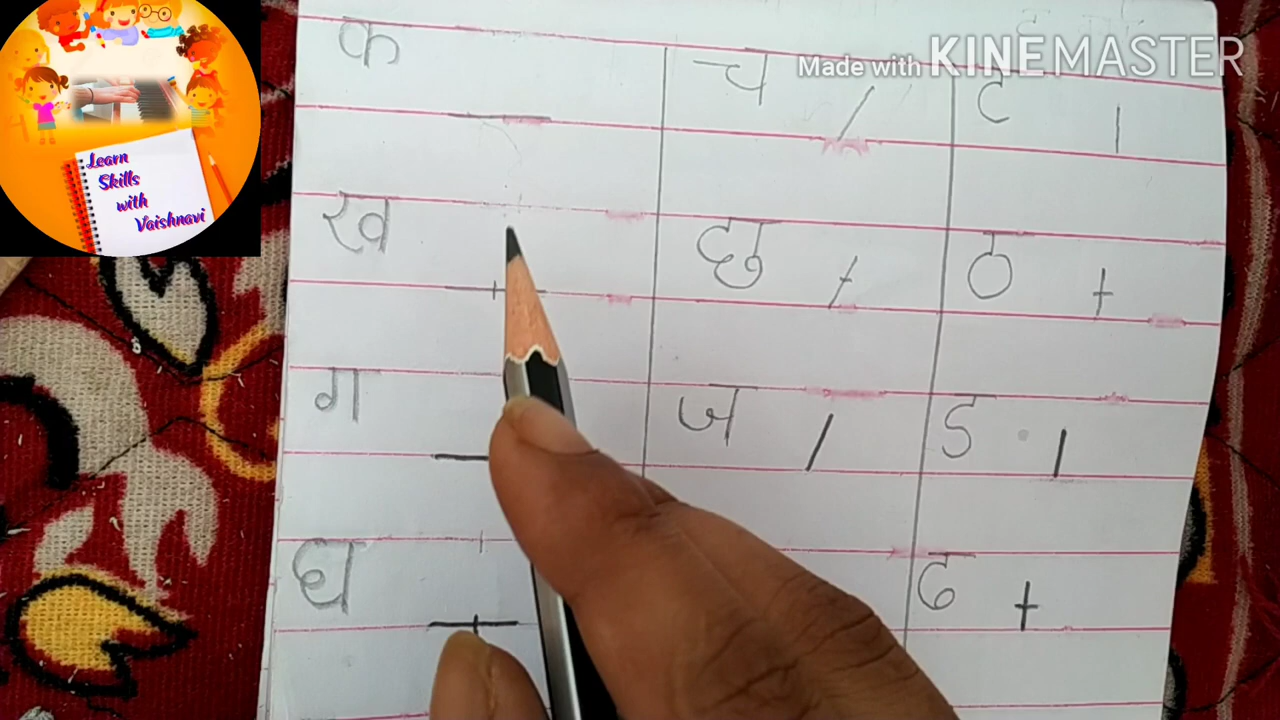 Learn
Skills
with
Vaishnavi
Made with KINEMASTER
क च ट
ख छ ठ
ग ज ड
घ ढ